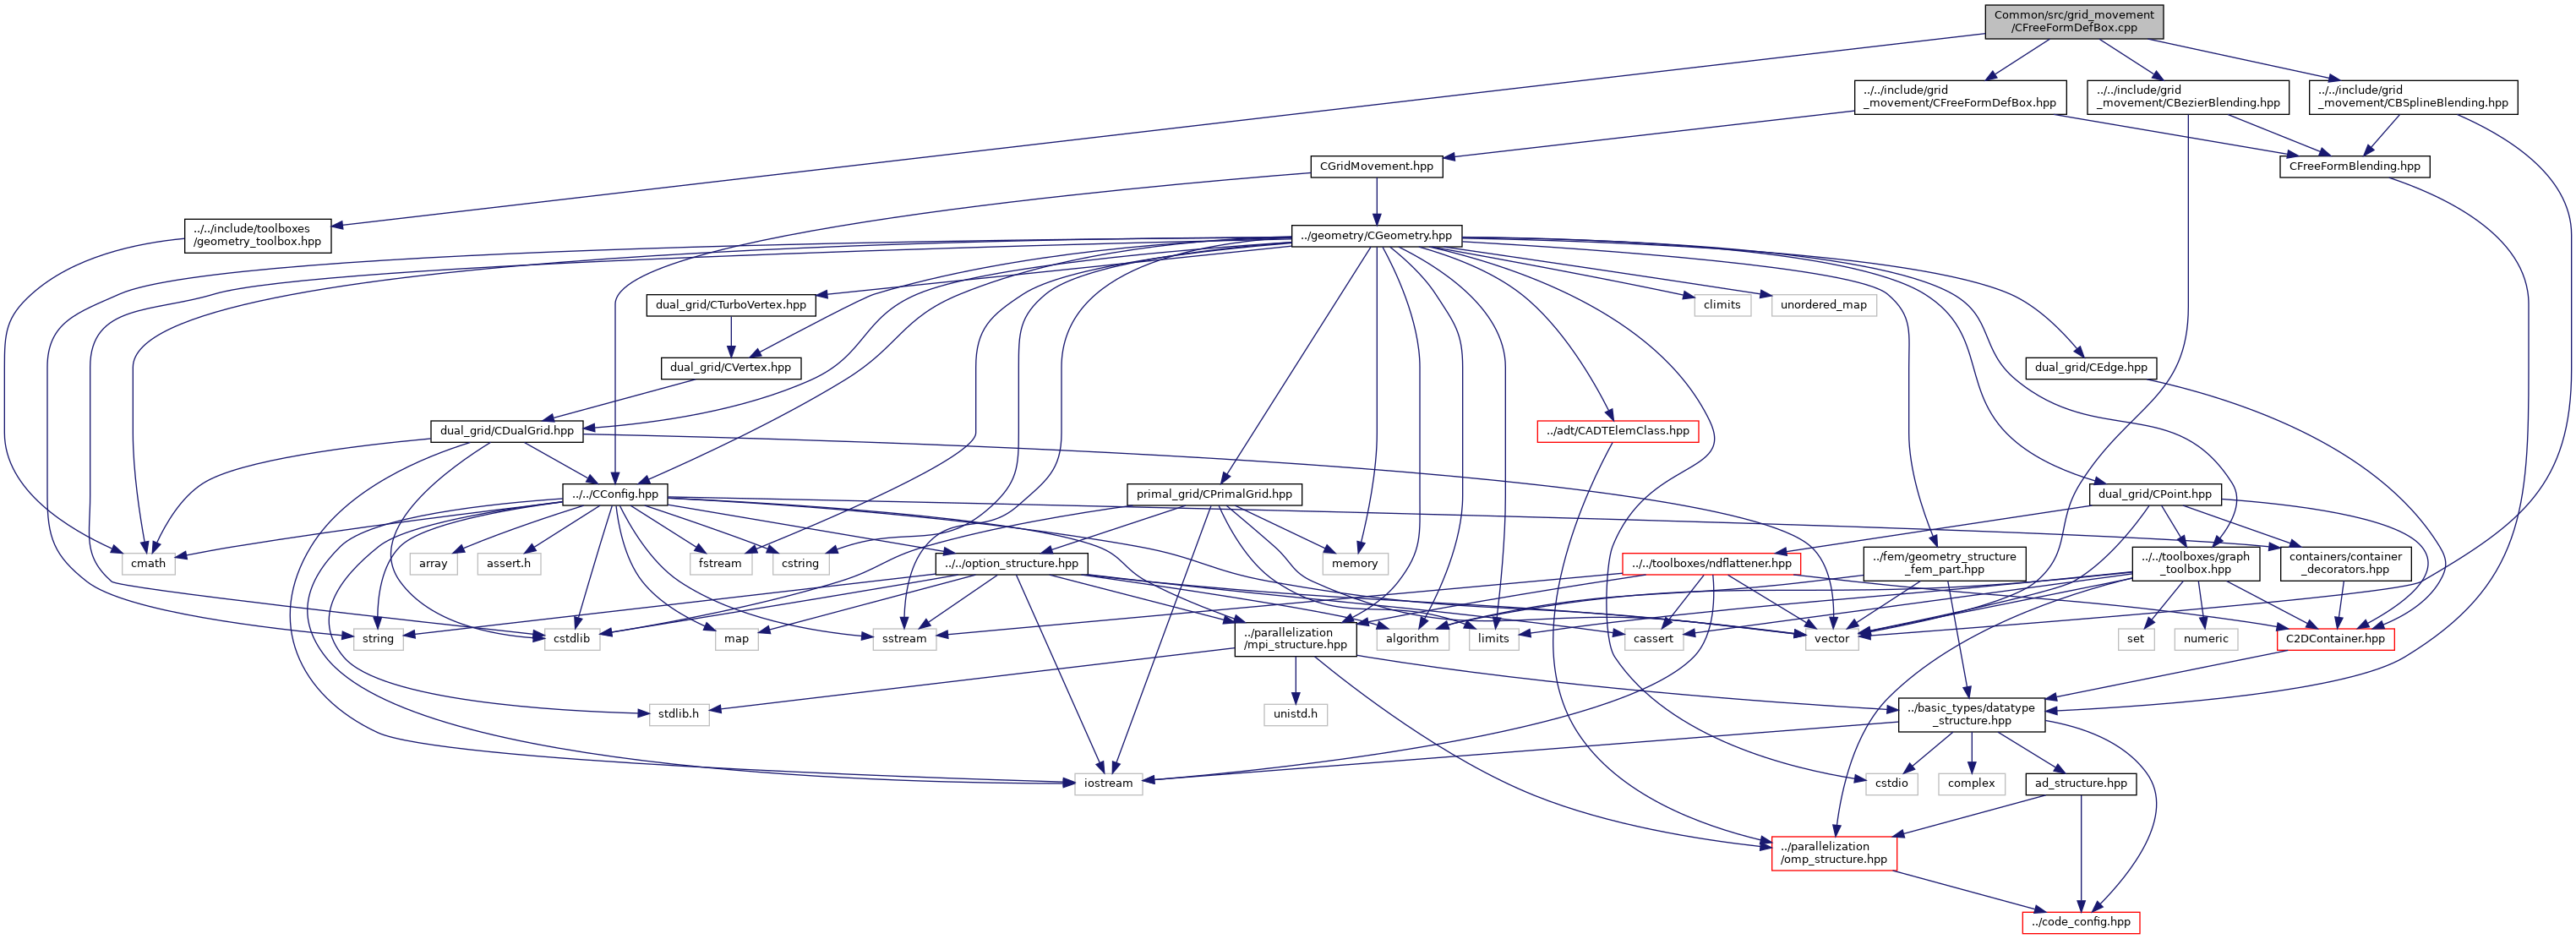 Common/src/grid_movement
/CFreeFormDefBox.cpp
../../include/grid
_movement/CFreeFormDefBox.hpp
../../include/grid
_movement/CBezierBlending.hpp
../../include/grid
_movement/CBSplineBlending.hpp
CGridMovement.hpp
CFreeFormBlending.hpp
../../include/toolboxes
/geometry_toolbox.hpp
../geometry/CGeometry.hpp
dual_grid/CTurboVertex.hpp
climits
unordered_map
dual_grid/CVertex.hpp
dual_grid/CEdge.hpp
dual_grid/CDualGrid.hpp
../adt/CADTElemClass.hpp
../../CConfig.hpp
primal_grid/CPrimalGrid.hpp
dual_grid/CPoint.hpp
cmath
array
assert.h
fstream
cstring
../../option_structure.hpp
memory
../../toolboxes/ndflattener.hpp
../fem/geometry_structure
_fem_part.hpp
../../toolboxes/graph
_toolbox.hpp
containers/container
_decorators.hpp
string
cstdlib
map
sstream
../parallelization
/mpi_structure.hpp
algorithm
limits
cassert
vector
set
numeric
C2DContainer.hpp
stdlib.h
unistd.h
../basic_types/datatype
_structure.hpp
iostream
cstdio
complex
ad_structure.hpp
../parallelization
/omp_structure.hpp
../code_config.hpp